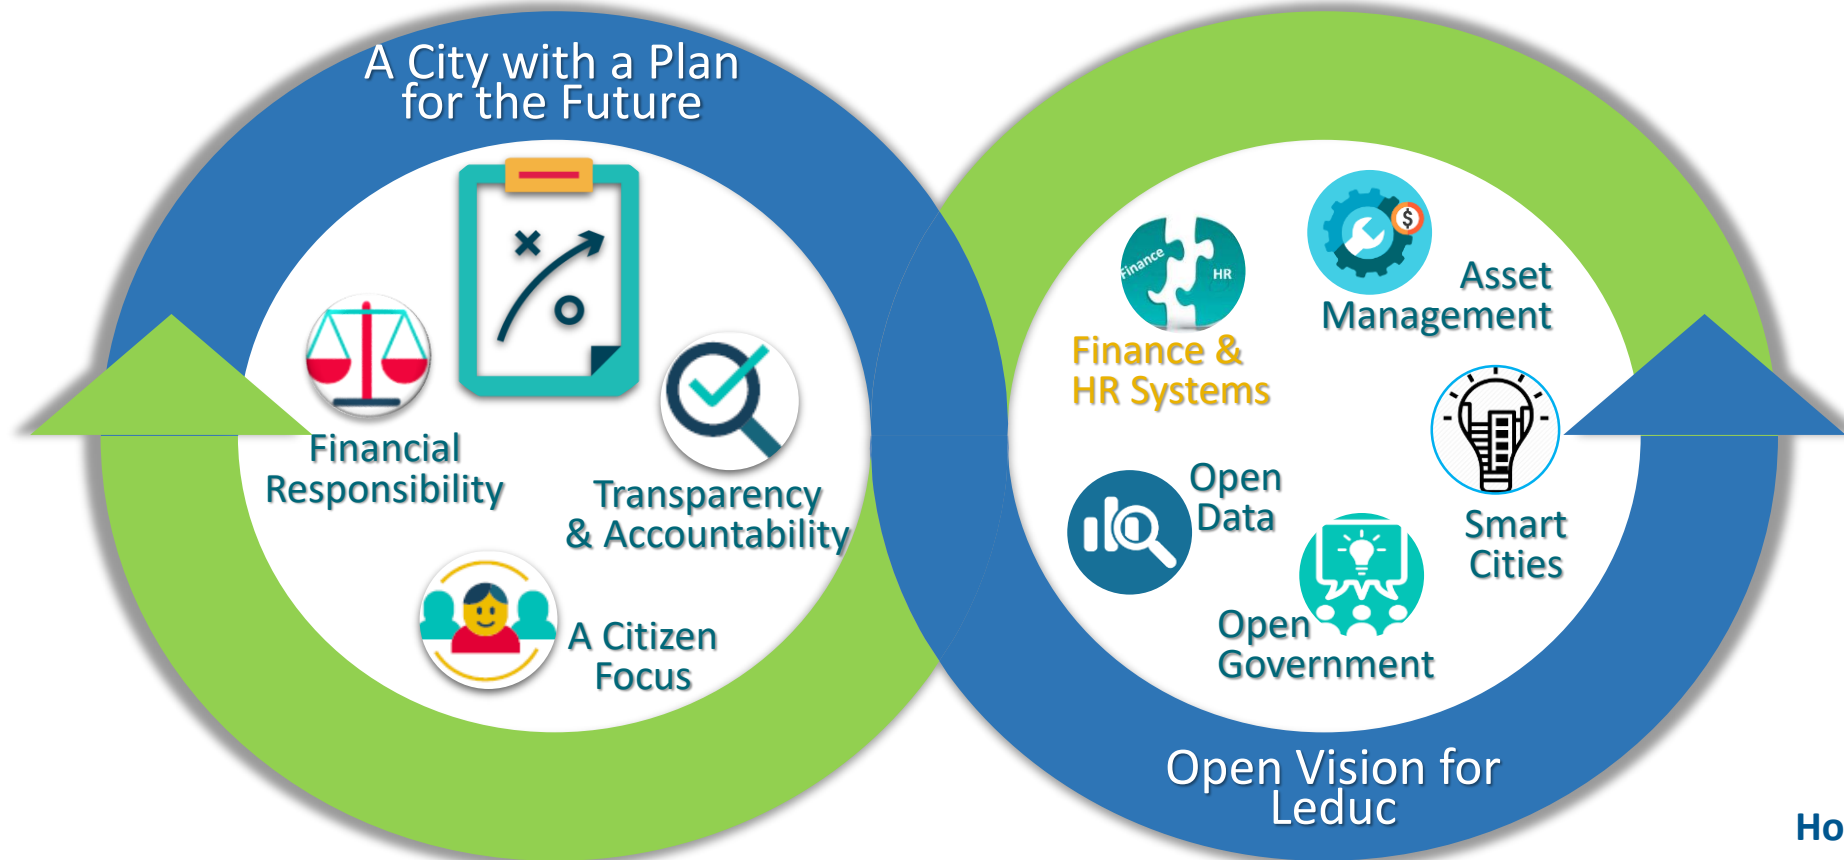 A City with a Plan
for the Future
Financial
Responsibility
Transparency
& Accountability
A Citizen
Focus
Finance
HR
Finance &
HR Systems
$
Asset
Management
Open
Data
Smart
Cities
Open
Government
Open Vision for
Leduc
Ho